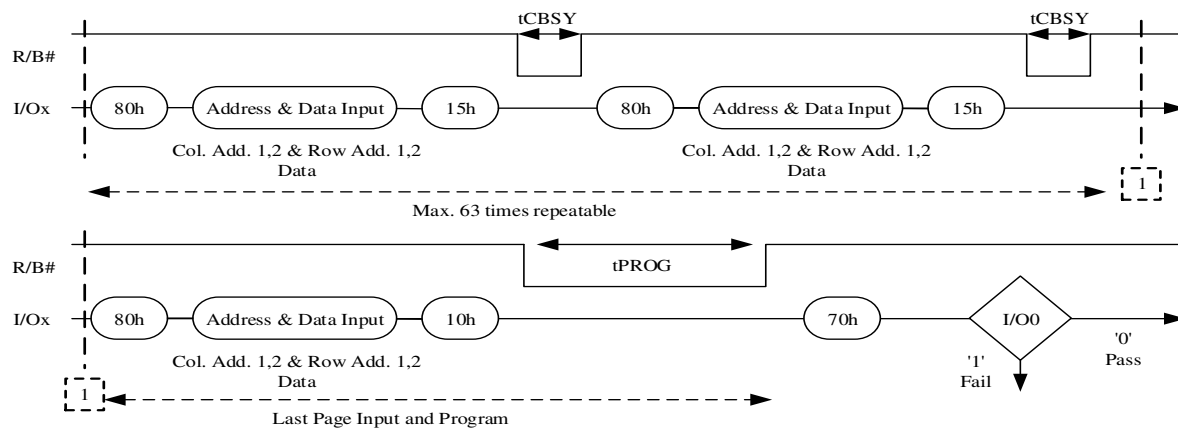 tCBSY tCBSY
R/B#
I/Ox 80h Address & Data Input 15h 80h Address & Data Input 15h
Col. Add. 1,2 & Row Add. 1,2 Col. Add. 1,2 & Row Add. 1,2
Data Data
1
Max. 63 times repeatable
R/B#
tPROG
I/Ox 80h Address & Data Input 10h 70h I/O0 '0'
Pass
Col. Add. 1,2 & Row Add. 1,2 '1'
Data Fail
1
Last Page Input and Program